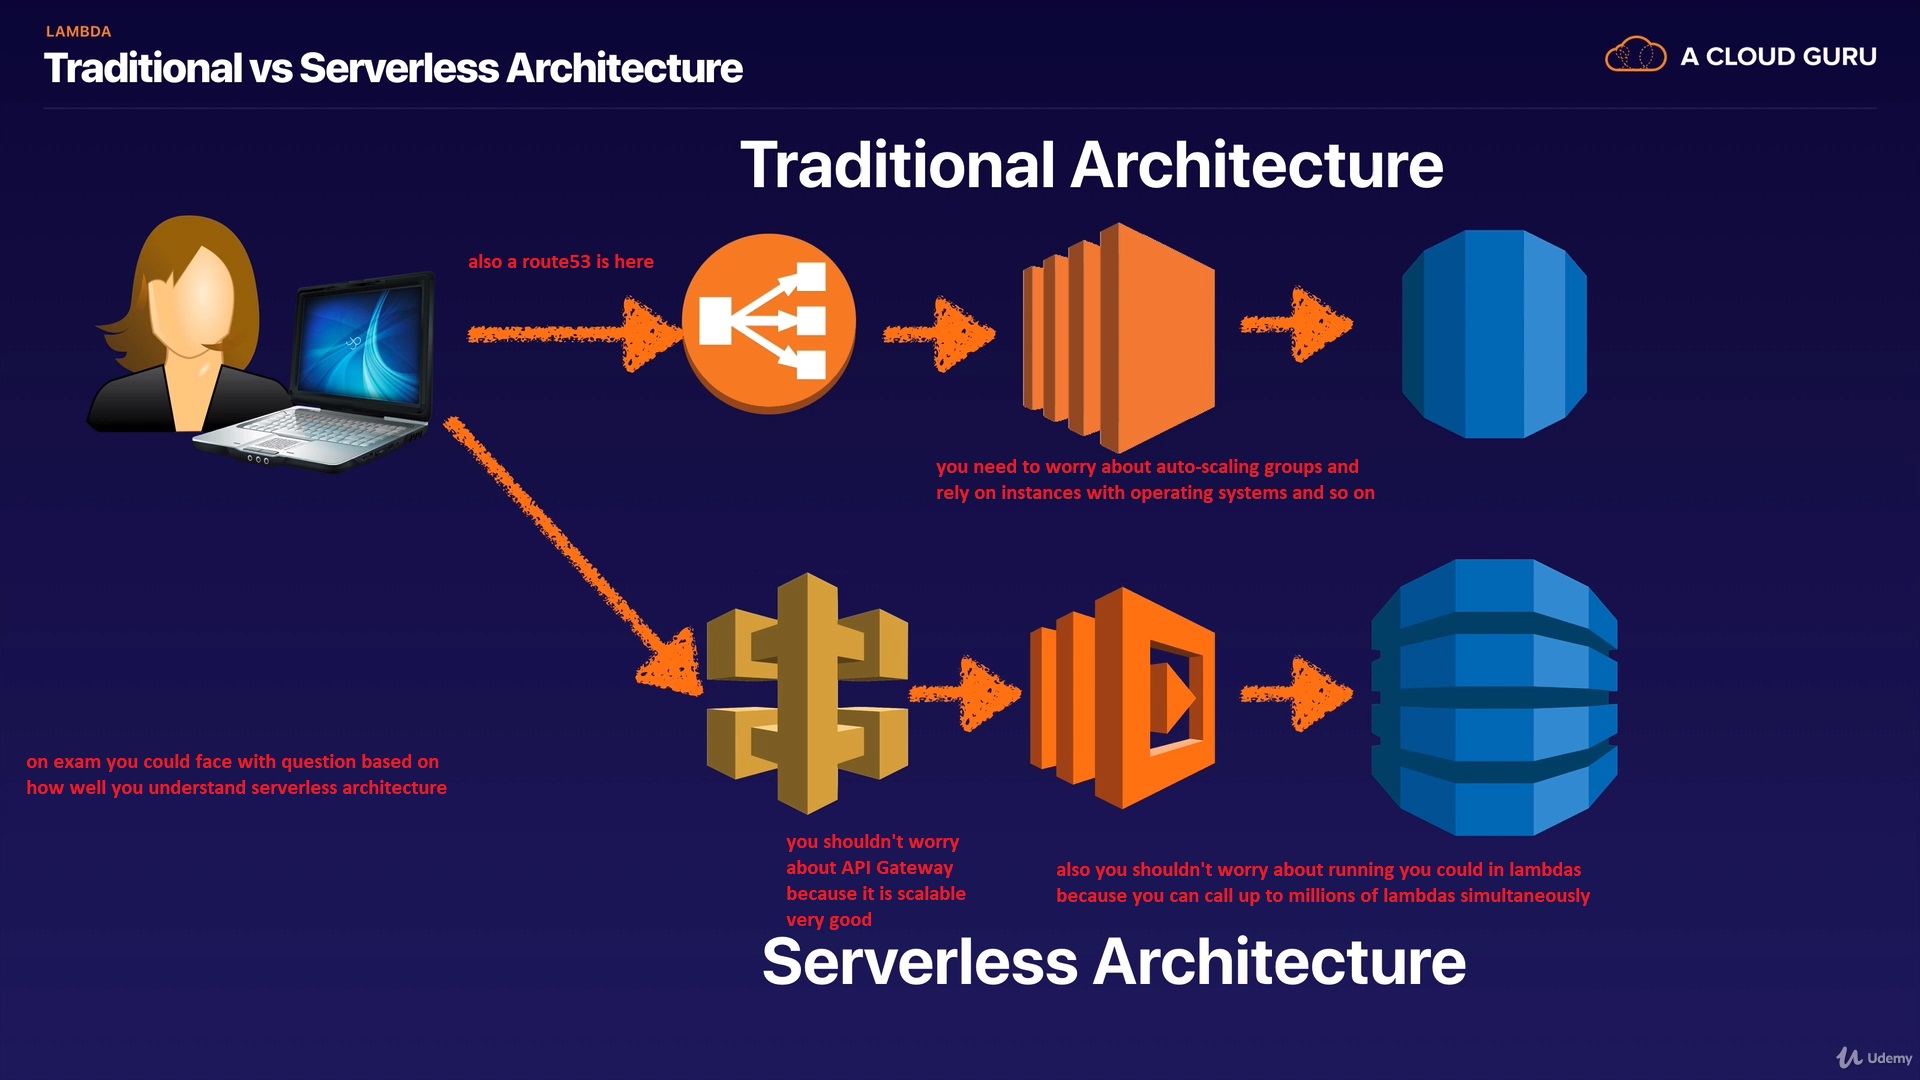 LAMBDA
Traditional vs Serverless Architecture
A CLOUD GURU
Traditional Architecture
also a route53 is here
you need to worry about auto-scaling groups and
rely on instances with operating systems and so on
on exam you could face with question based on
how well you understand serverless architecture
you shouldn't worry
about API Gateway
because it is scalable
very good
also you shouldn't worry about running you could in lambdas
because you can call up to millions of lambdas simultaneously
Serverless Architecture
Udemy